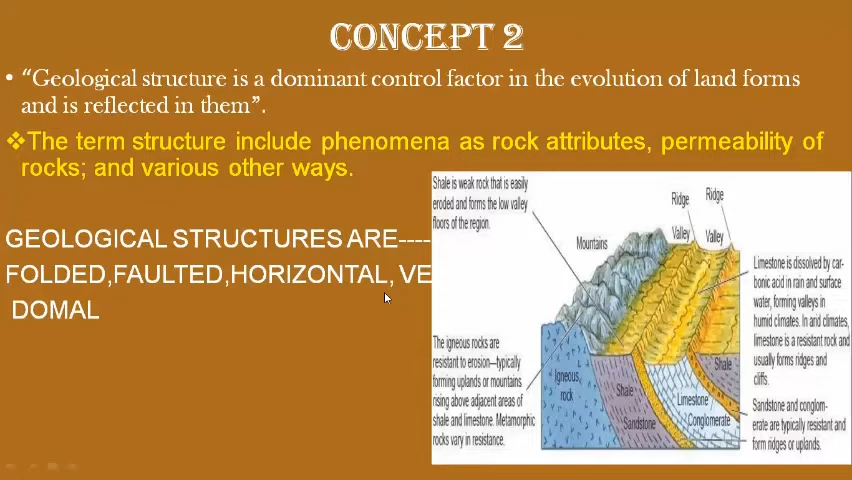 CONCEPT 2
• “Geological structure is a dominant control factor in the evolution of land forms
and is reflected in them”.
❖The term structure include phenomena as rock attributes, permeability of
rocks; and various other ways.
GEOLOGICAL STRUCTURES ARE----
FOLDED,FAULTED,HORIZONTAL, VE
DOMAL
Shale is weak rock that is easily
eroded and forms the low valley
floors of the region.
Mountains
Ridge
Ridge
Valley
Valley
Limestone is dissolved by car-
bonic acid in rain and surface
water, forming valleys in
humid climates. In arid climates,
limestone is a resistant rock and
usually forms ridges and
cliffs.
The igneous rocks are
resistant to erosion—typically
forming uplands or mountains
rising above adjacent areas of
shale and limestone. Metamorphic
rocks vary in resistance.
Igneous
rock
Shale
Sandstone
Limestone
Conglomerate
Shale
Sandstone and conglom-
erate are typically resistant and
form ridges or uplands.